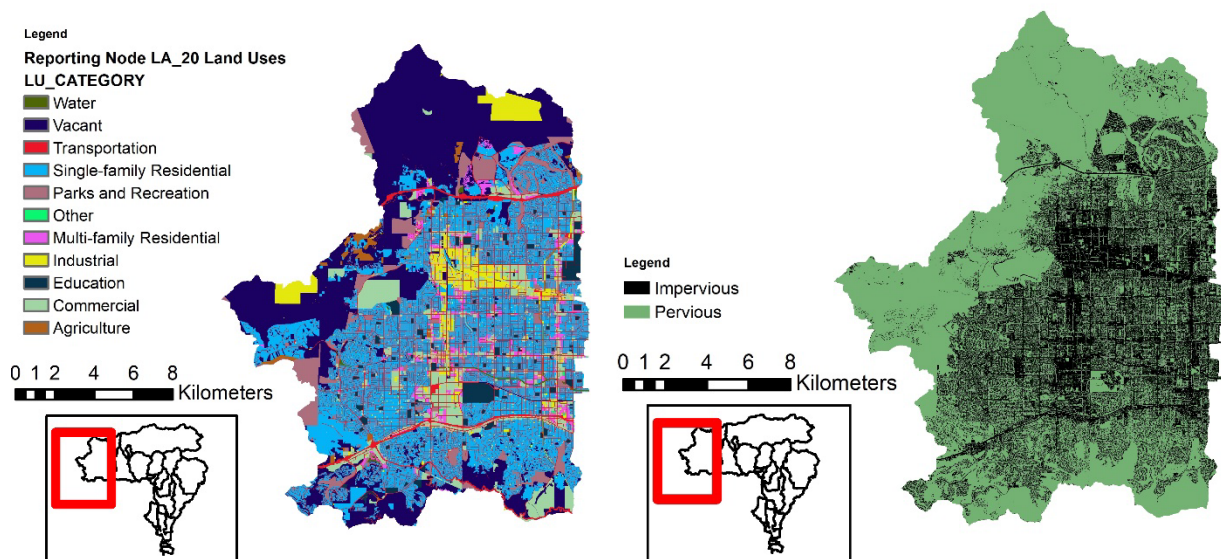 Legend
Reporting Node LA_20 Land Uses
LU_CATEGORY
Water
Vacant
Transportation
Single-family Residential
Parks and Recreation
Other
Multi-family Residential
Industrial
Education
Commercial
Agriculture
0 1 2 4 6 8
Kilometers
Legend
Impervious
Pervious
0 1 2 4 6 8
Kilometers